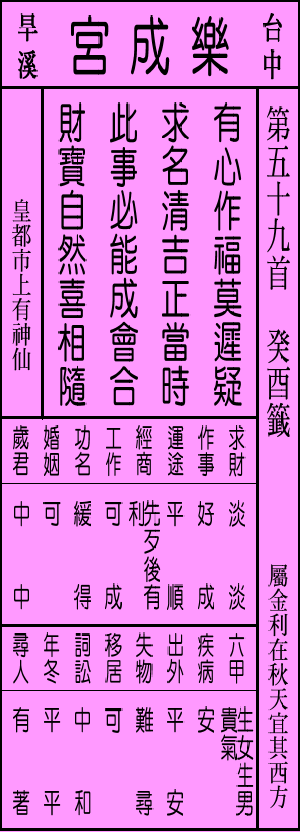 台中
樂成宮
旱溪
第五十九首 癸酉籤 屬金利在秋天宜其西方
有心作福莫遲疑
求名清吉正當時
此事必能成會合
財寶自然喜相隨
皇都市上有神仙
求財 淡淡
作事 好成
運途 平順
經商 先歹後有利
工作 可成
功名 緩得
婚姻 可
歲君 中中
六甲 生女生男貴氣
疾病 安
出外 平安
失物 難尋
移居 可
詞訟 中和
年冬 平平
尋人 有著